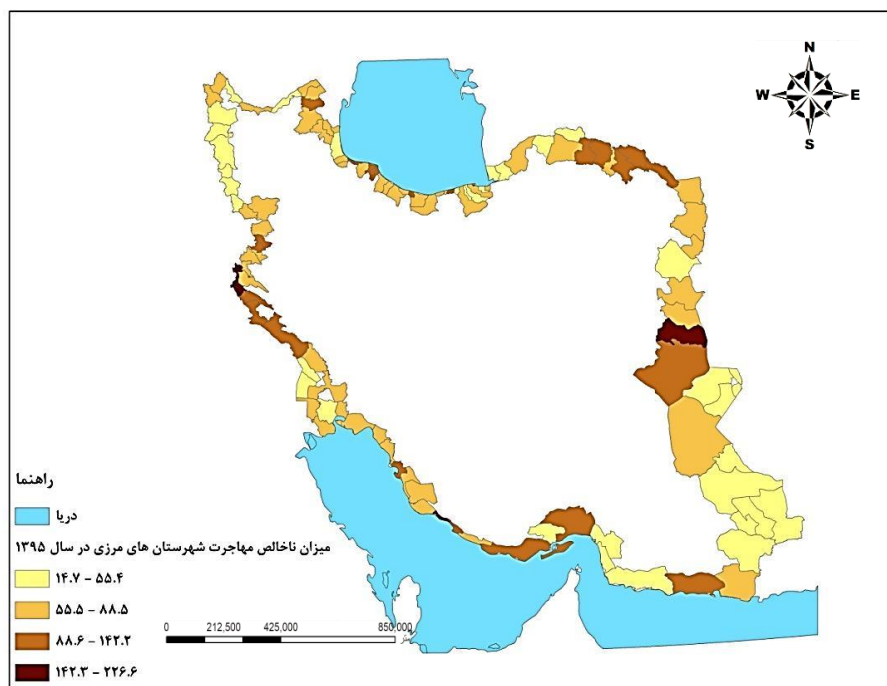 N
W E
S
راهنما
دریا
میزان ناخالص مهاجرت شهرستان های مرزی در سال ۱۳۹۵
۱۴.۷ - ۵۵.۴
۵۵.۵ - ۸۸.۵
۸۸.۶ - ۱۴۲.۲
۱۴۲.۳ - ۲۲۶.۶
0 212,500 425,000 850,000
متر